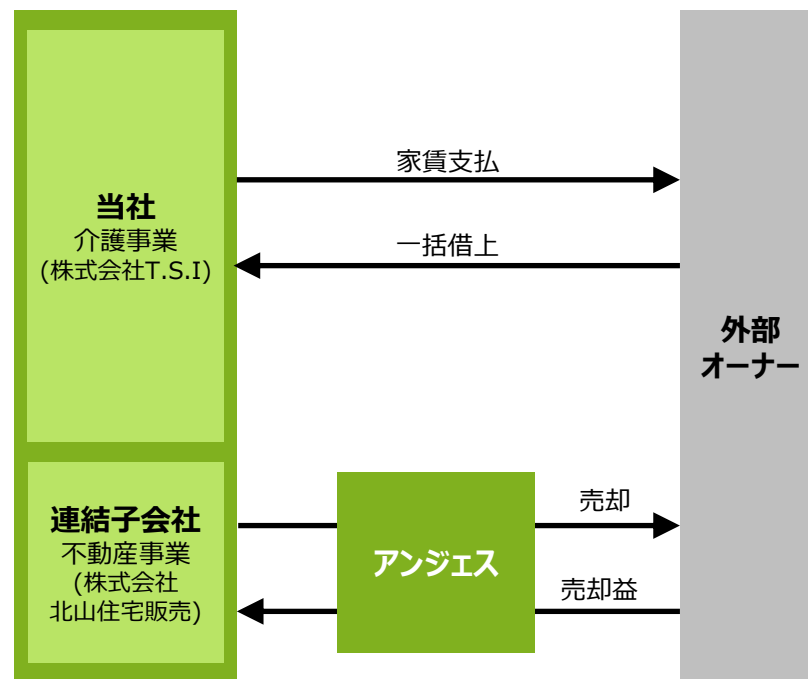 当社
介護事業
(株式会社T.S.I)
家賃支払
一括借上
外部
オーナー
連結子会社
不動産事業
(株式会社
北山住宅販売)
アンジェス
売却
売却益